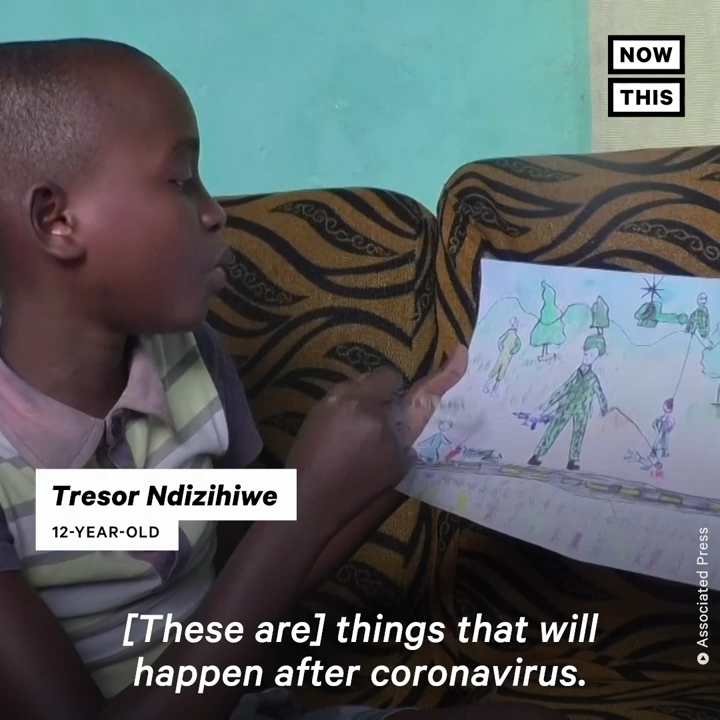 NOW
THIS
Tresor Ndizihiwe
12-YEAR-OLD
[These are] things that will
happen after coronavirus.
Associated Press